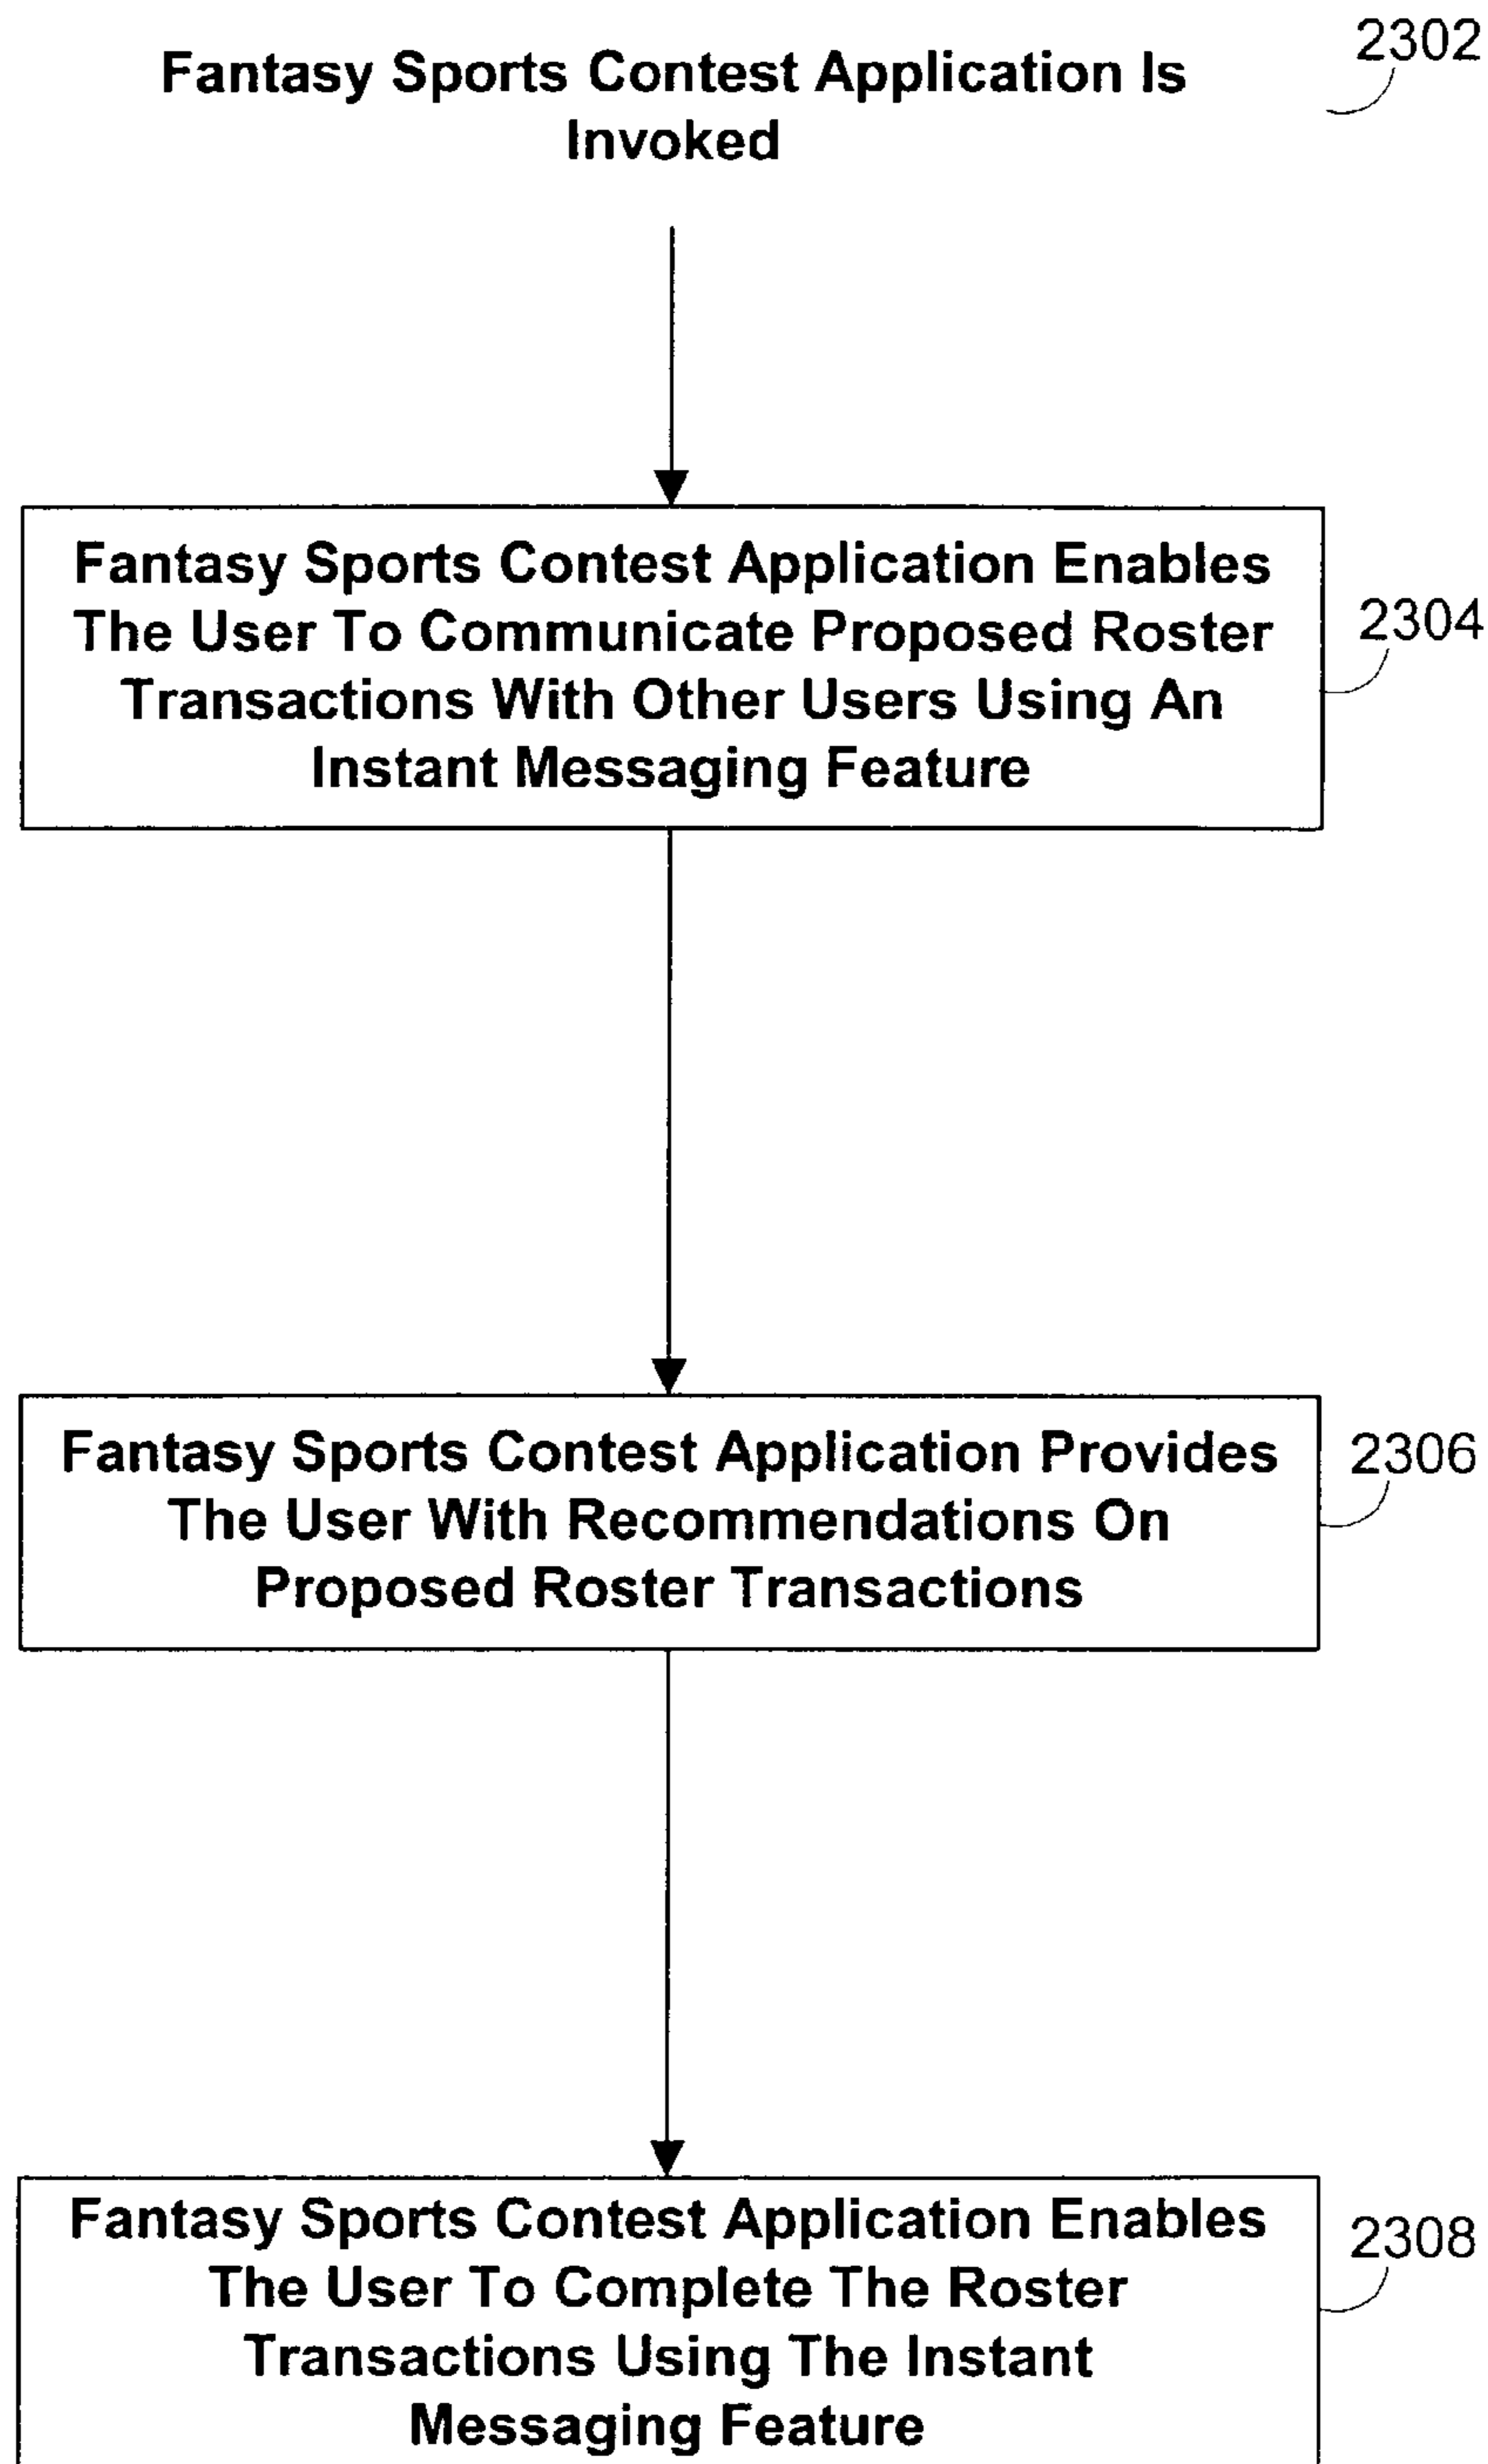 2302
Fantasy Sports Contest Application Is
Invoked
Fantasy Sports Contest Application Enables
The User To Communicate Proposed Roster
Transactions With Other Users Using An
Instant Messaging Feature
2304
Fantasy Sports Contest Application Provides
The User With Recommendations On
Proposed Roster Transactions
2306
Fantasy Sports Contest Application Enables
The User To Complete The Roster
Transactions Using The Instant
Messaging Feature
2308